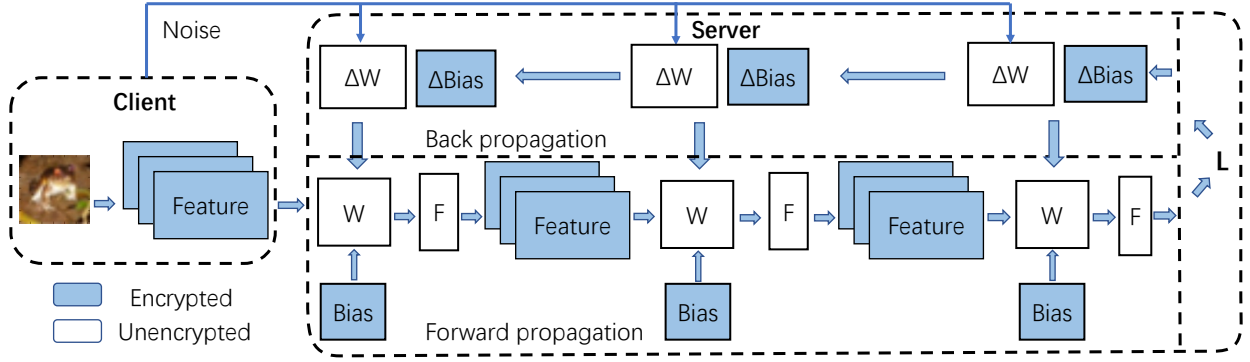 Noise
Server
ΔW
ΔBias
ΔW
ΔBias
ΔW
ΔBias
Client
Back propagation
L
Feature
W
F
Feature
W
F
Feature
W
F
Encrypted
Unencrypted
Bias
Bias
Bias
Forward propagation